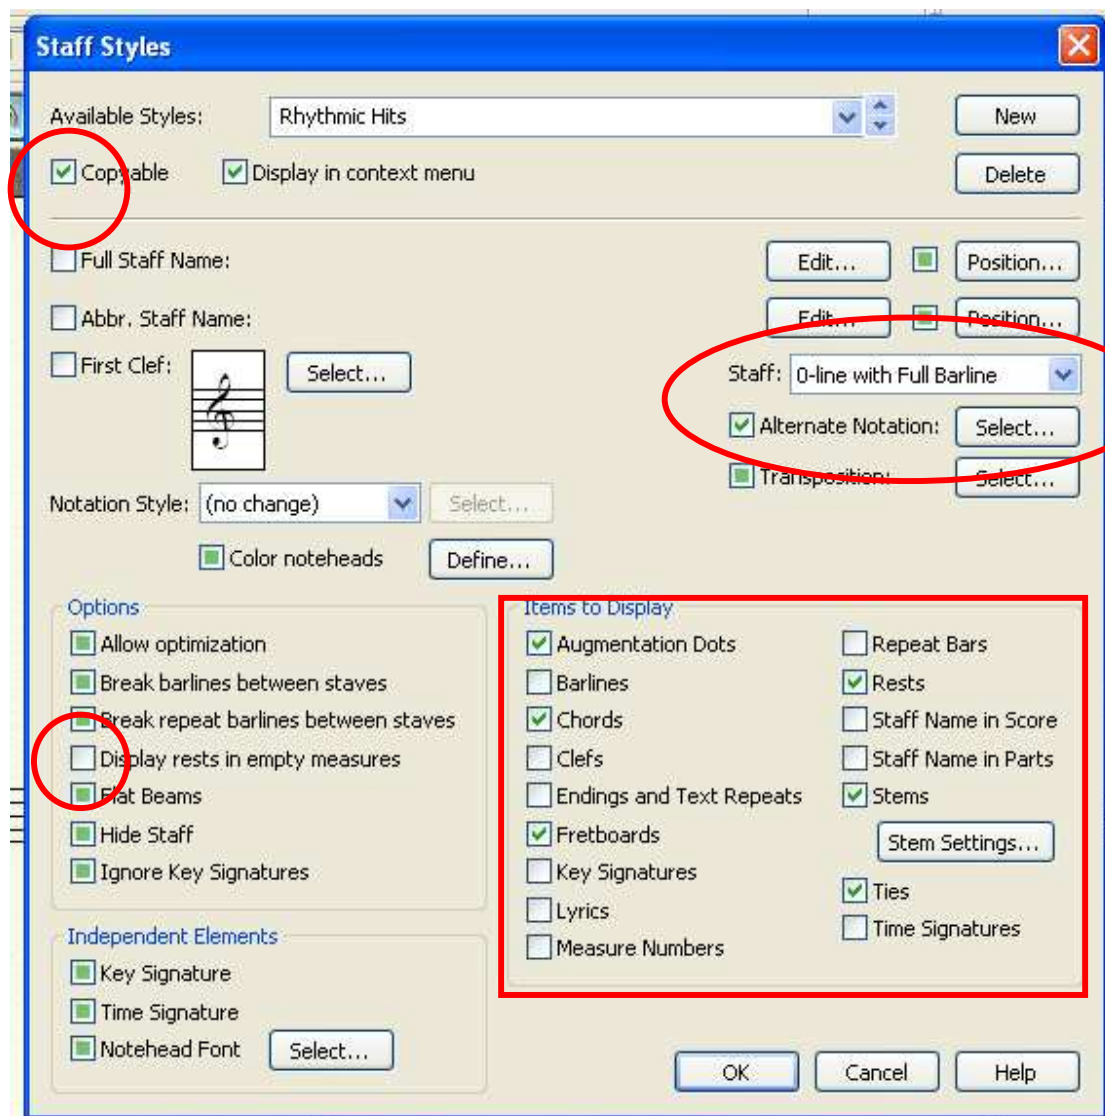 Staff Styles
Available Styles: Rhythmic Hits New
Copyable Display in context menu Delete
Full Staff Name: Edit... Position...
Abbr. Staff Name: Edit... Position...
First Clef: Select... Staff: 0-line with Full Barline
Alternate Notation: Select...
Transposition: Select...
Notation Style: (no change) Select...
Color noteheads Define...
Options
Allow optimization
Break barlines between staves
Break repeat barlines between staves
Display rests in empty measures
Flat Beams
Hide Staff
Ignore Key Signatures
Independent Elements
Key Signature
Time Signature
Notehead Font Select...
Items to Display
Augmentation Dots
Barlines
Chords
Clefs
Endings and Text Repeats
Fretboards
Key Signatures
Lyrics
Measure Numbers
Repeat Bars
Rests
Staff Name in Score
Staff Name in Parts
Stems
Stem Settings...
Ties
Time Signatures
OK Cancel Help